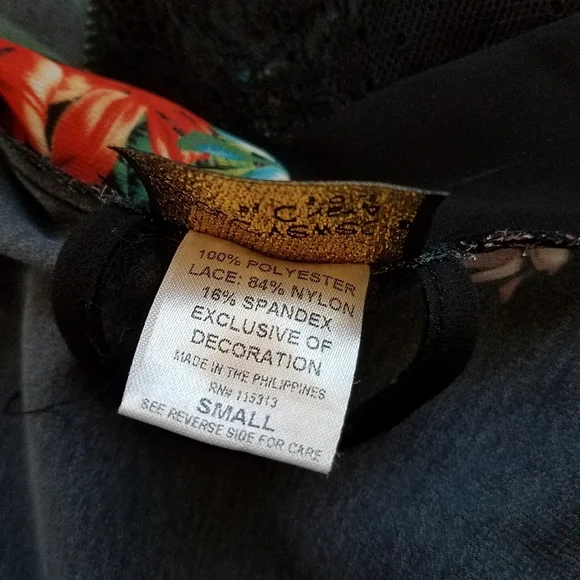 100% POLYESTER
LACE: 84% NYLON
16% SPANDEX
EXCLUSIVE OF
DECORATION
MADE IN THE PHILIPPINES
RN# 115313
SMALL
SEE REVERSE SIDE FOR CARE